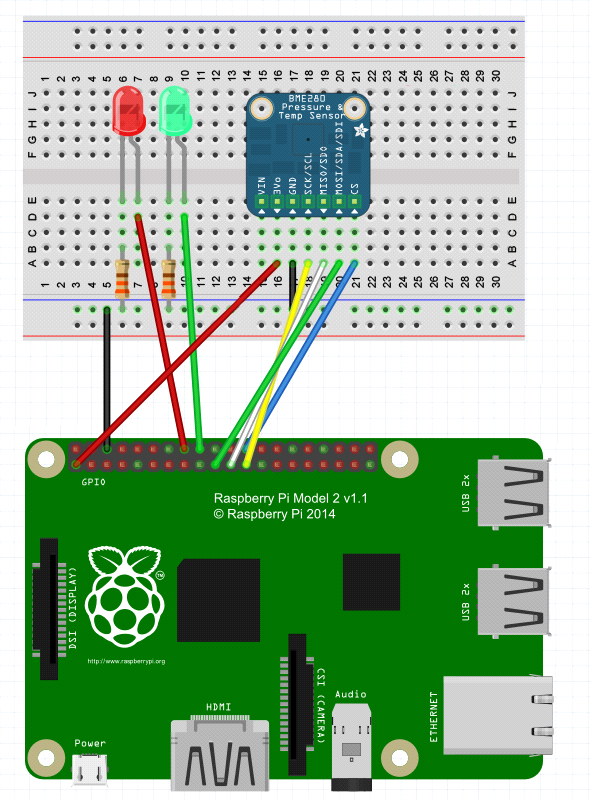 1 2 3 4 5 6 7 8 9 10 11 12 13 14 15 16 17 18 19 20 21 22 23 24 25 26 27 28 29 30
J J
I I
H H
G G
F F
BME280
Pressure &
Temp Sensor
VIN
3Vo
GND
SCK/SCL
MISO/SDO
MOSI/SDA/SDI
CS
E E
D D
C C
B B
A A
1 2 3 4 5 6 7 8 9 10 11 12 13 14 15 16 17 18 19 20 21 22 23 24 25 26 27 28 29 30
GPIO
Raspberry Pi Model 2 v1.1
© Raspberry Pi 2014
USB 2x
DSI (DISPLAY)
TM
USB 2x
http://www.raspberrypi.org
CSI (CAMERA)
Audio
ETHERNET
HDMI
Power